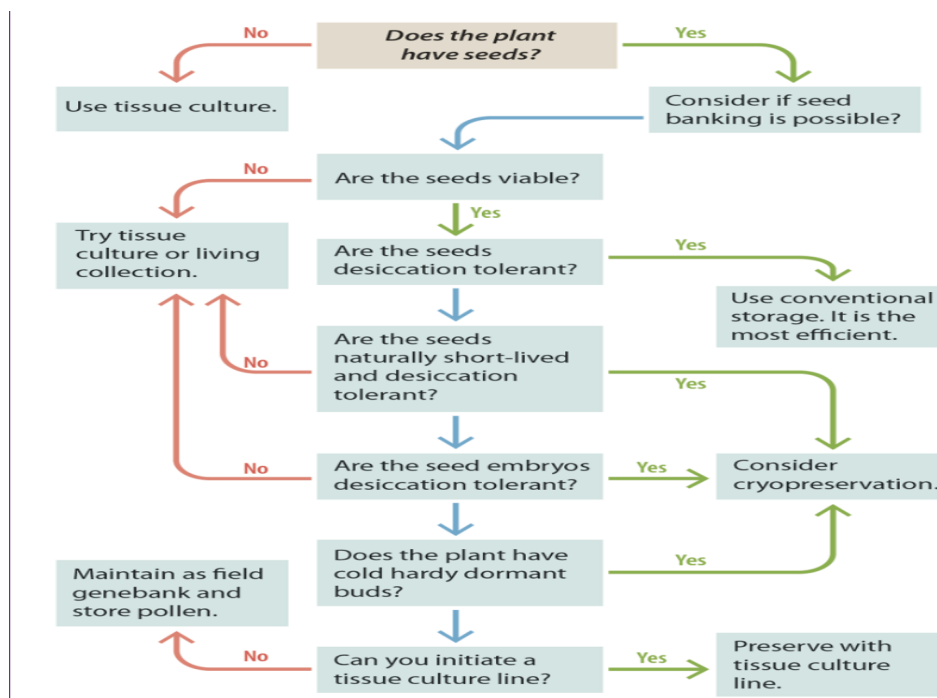 No
Does the plant
have seeds?
Yes
Use tissue culture.
Consider if seed
banking is possible?
No
Are the seeds viable?
Yes
Try tissue
culture or living
collection.
Are the seeds
desiccation tolerant?
Yes
Use conventional
storage. It is the
most efficient.
No
Are the seeds
naturally short-lived
and desiccation
tolerant?
Yes
No
Are the seed embryos
desiccation tolerant?
Yes
Consider
cryopreservation.
Does the plant have
cold hardy dormant
buds?
Yes
Maintain as field
genebank and
store pollen.
No
Can you initiate a
tissue culture line?
Yes
Preserve with
tissue culture
line.